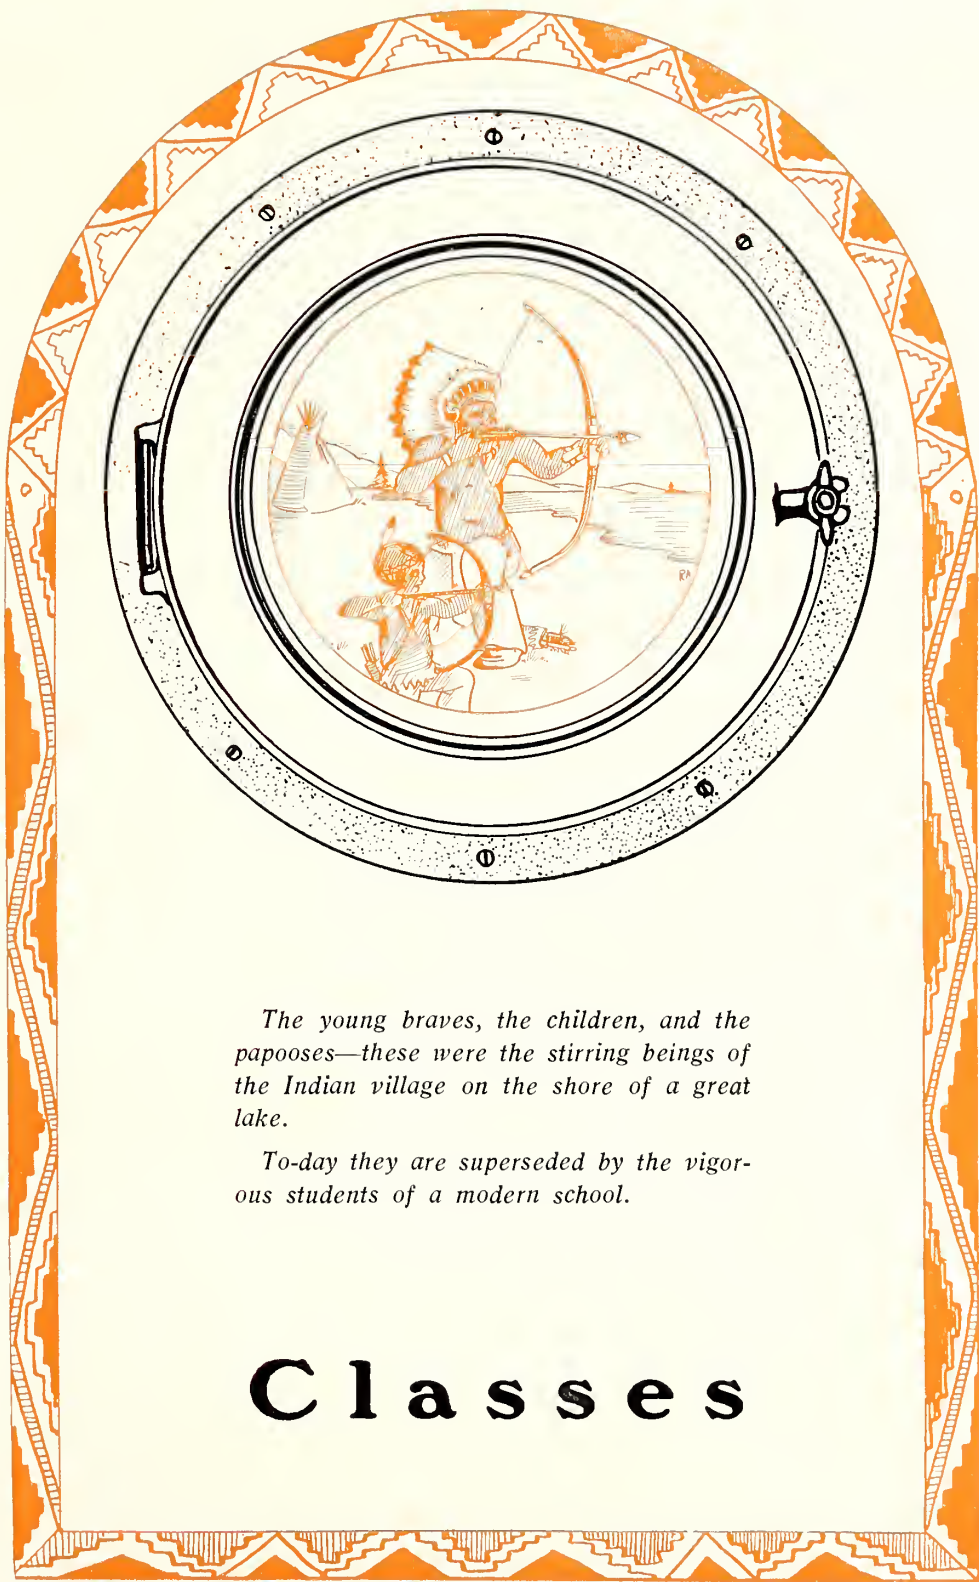 RA
The young braves, the children, and the
papooses—these were the stirring beings of
the Indian village on the shore of a great
lake.
To-day they are superseded by the vigor-
ous students of a modern school.
Classes